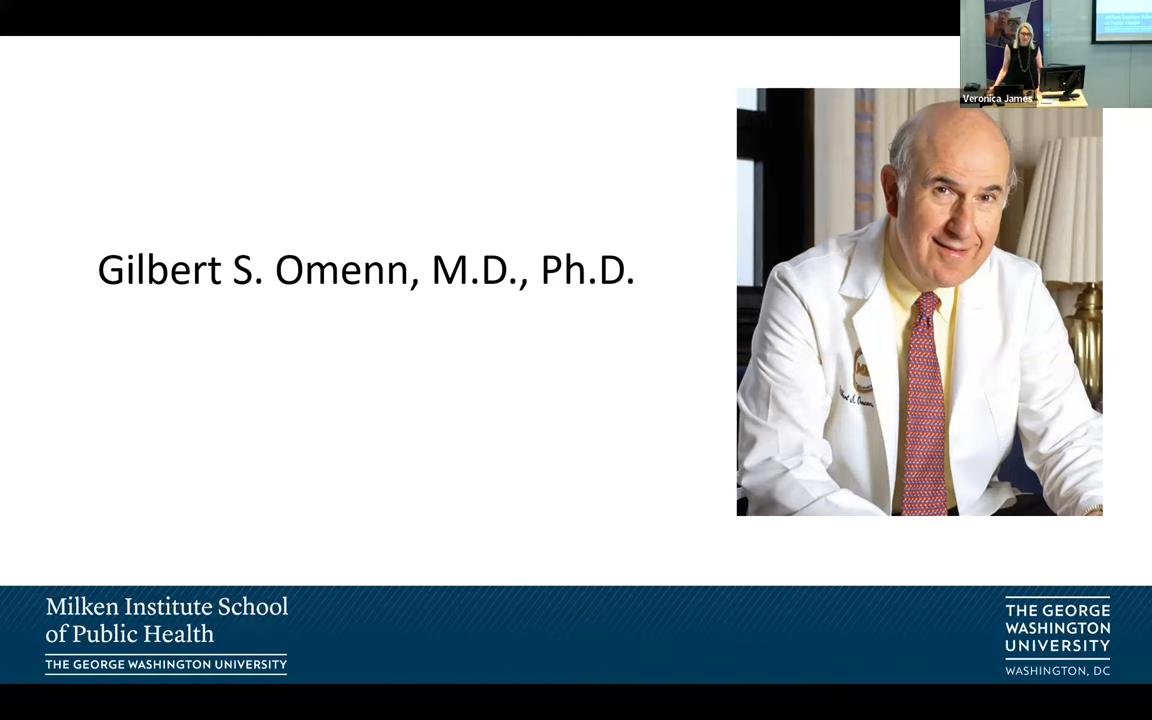 Veronica James
Gilbert S. Omenn, M.D., Ph.D.
Milken Institute School
of Public Health
THE GEORGE WASHINGTON UNIVERSITY
THE GEORGE
WASHINGTON
UNIVERSITY
WASHINGTON, DC